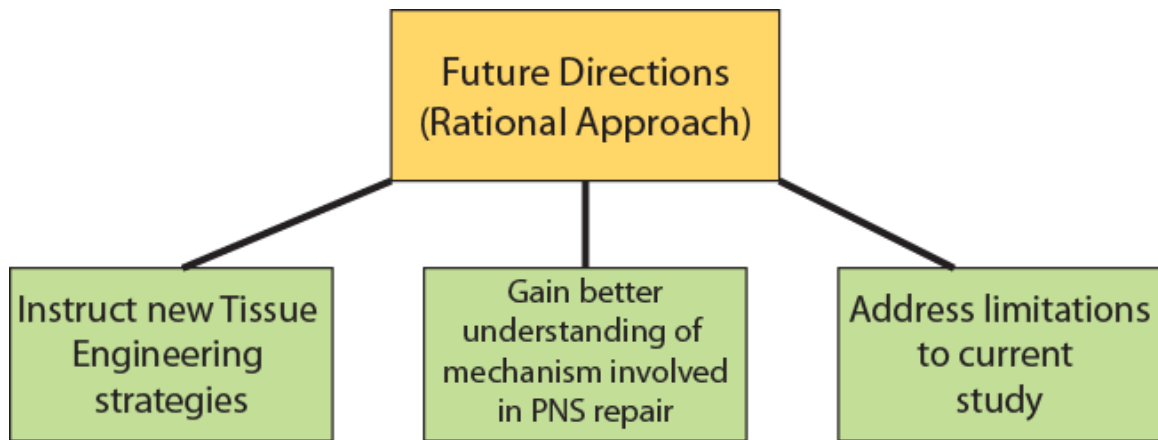 Future Directions
(Rational Approach)
Instruct new Tissue
Engineering
strategies
Gain better
understanding of
mechanism involved
in PNS repair
Address limitations
to current
study